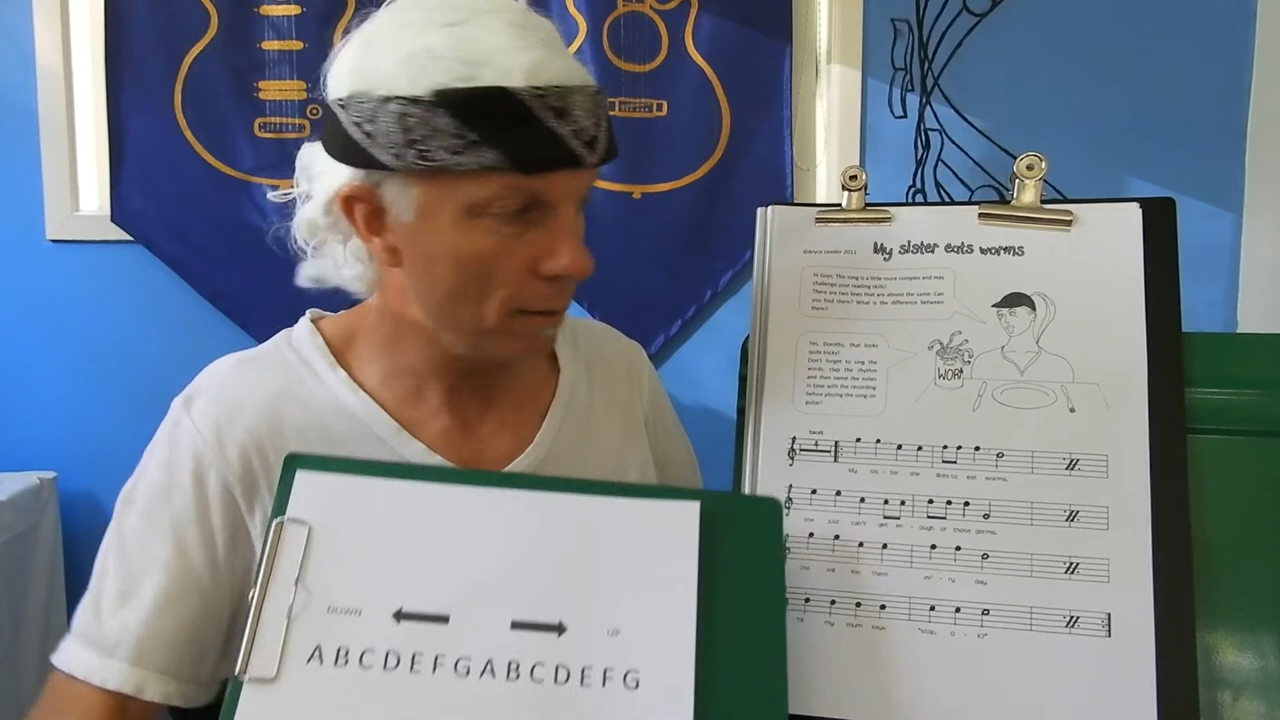 ©Bryce Leader 2011
My sister eats worms
Hi Guys. This song is a little more complex and may
challenge your reading skills!
There are two lines that are almost the same. Can
you find them? What is the difference between
them?
Yes, Dorothy, that looks
quite tricky!
Don't forget to sing the
words, clap the rhythm
and then name the notes
in time with the recording
before playing the song on
guitar!
WOR
tacet
4
My sis - ter she likes to eat worms.
She just can't get en - ough of those germs.
She will eat them ev' - ry day
'til my mum says "stop, o - k?"
DOWN UP
A B C D E F G A B C D E F G